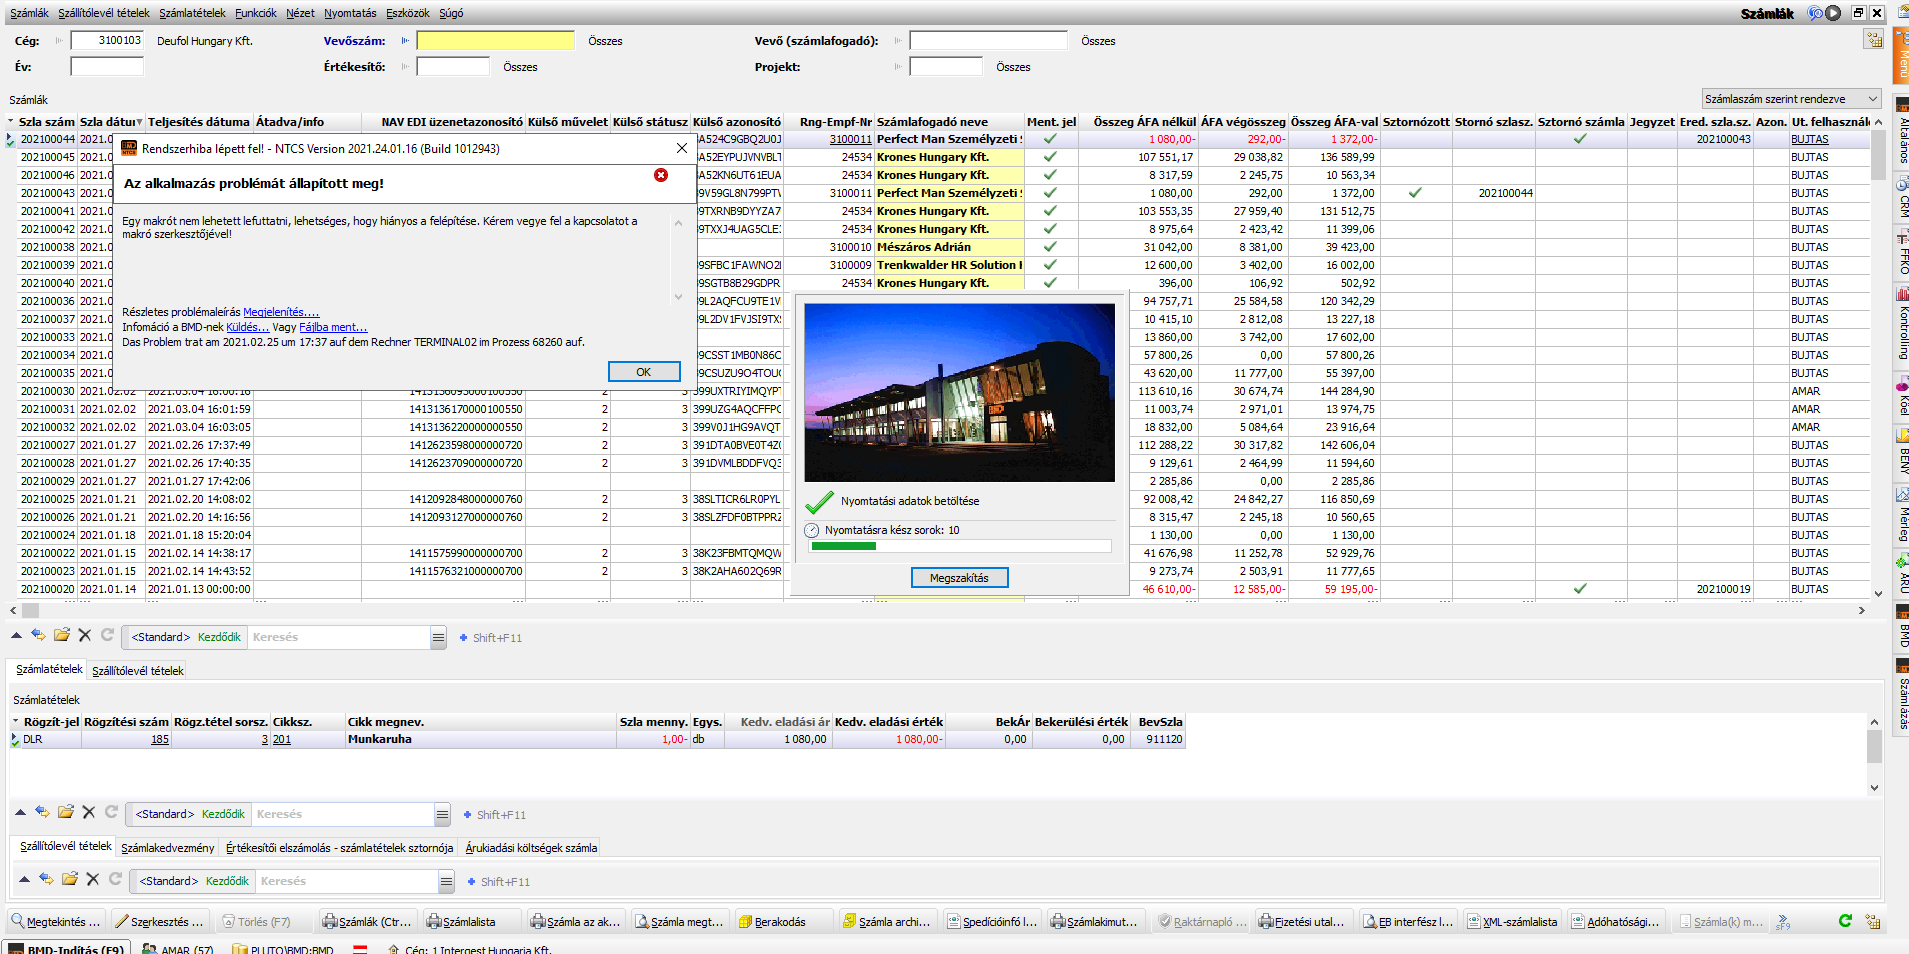 Számlák Szállítólevél tételek Számlatételek Funkciók Nézet Nyomtatás Eszközök Súgó Számlák
Cég: 3100103 Deufol Hungary Kft. Vevőszám: Összes Vevő (számlafogadó): Összes
Év: Értékesítő: Összes Projekt: Összes
Számlák Számlaszám szerint rendezve
Szla szám Szla dátur Teljesítés dátuma Átadva/info NAV EDI üzenetazonosító Külső művelet Külső státusz Külső azonosító Rng-Empf-Nr Számlafogadó neve Ment. jel Összeg ÁFA nélkül ÁFA végösszeg Összeg ÁFA-val Sztornózott Stornó szlasz. Sztornó számla Jegyzet Ered. szla.sz. Azon. Ut. felhasznál
202100044 2021.0 3100011 Perfect Man Személyzeti 1 080,00- 292,00- 1 372,00- 202100043 BUJTAS
202100045 2021.0 24534 Krones Hungary Kft. 107 551,17 29 038,82 136 589,99 BUJTAS
202100046 2021.0 24534 Krones Hungary Kft. 8 317,59 2 245,75 10 563,34 BUJTAS
202100043 2021.0 3100011 Perfect Man Személyzeti 1 080,00 292,00 1 372,00 202100044 BUJTAS
202100041 2021.0 24534 Krones Hungary Kft. 103 553,35 27 959,40 131 512,75 BUJTAS
202100042 2021.0 24534 Krones Hungary Kft. 8 975,64 2 423,42 11 399,06 BUJTAS
202100038 2021.0 3100010 Mészáros Adrián 31 042,00 8 381,00 39 423,00 BUJTAS
202100039 2021.0 3100009 Trenkwalder HR Solution 12 600,00 3 402,00 16 002,00 BUJTAS
202100040 2021.0 24534 Krones Hungary Kft. 396,00 106,92 502,92 BUJTAS
202100036 2021.0 94 757,71 25 584,58 120 342,29 BUJTAS
202100037 2021.0 10 415,10 2 812,08 13 227,18 BUJTAS
202100033 2021.0 13 860,00 3 742,00 17 602,00 BUJTAS
202100034 2021.0 57 800,26 0,00 57 800,26 BUJTAS
202100035 2021.0 43 620,00 11 777,00 55 397,00 BUJTAS
202100030 2021.02.02 2021.03.04 16:00:16 2 3 399UXTRIYIMQYP 113 610,16 30 674,74 144 284,90 AMAR
202100031 2021.02.02 2021.03.04 16:01:59 1413136170000100550 2 3 399UZG4AQCFFPC 11 003,74 2 971,01 13 974,75 AMAR
202100032 2021.02.02 2021.03.04 16:03:05 1413136220000000550 2 3 399V0J1HG9AVQT 18 832,00 5 084,64 23 916,64 AMAR
202100027 2021.01.27 2021.02.26 17:37:49 1412623598000000720 2 3 391DTA0BVE0T4Z 112 288,22 30 317,82 142 606,04 BUJTAS
202100028 2021.01.27 2021.02.26 17:40:35 1412623709000000720 2 3 391DVMLBDDFVQ3 9 129,61 2 464,99 11 594,60 BUJTAS
202100029 2021.01.27 2021.01.27 17:42:06 2 285,86 0,00 2 285,86 BUJTAS
202100025 2021.01.21 2021.02.20 14:08:02 1412092848000000760 2 3 38SLTICR6LR0PYL 92 008,42 24 842,27 116 850,69 BUJTAS
202100026 2021.01.21 2021.02.20 14:16:56 1412093127000000760 2 3 38SLZFDF0BTPPRZ 8 315,47 2 245,18 10 560,65 BUJTAS
202100024 2021.01.18 2021.01.18 15:20:04 1 130,00 0,00 1 130,00 BUJTAS
202100022 2021.01.15 2021.02.14 14:38:17 1411575990000000700 2 3 38K23FBMTQMQW 41 676,98 11 252,78 52 929,76 BUJTAS
202100023 2021.01.15 2021.02.14 14:43:52 1411576321000000700 2 3 38K2AHA602Q69R 9 273,74 2 503,91 11 777,65 BUJTAS
202100020 2021.01.14 2021.01.13 00:00:00 46 610,00- 12 585,00- 59 195,00- 202100019 BUJTAS
Rendszerhiba lépett fel! - NTCS Version 2021.24.01.16 (Build 1012943)
Az alkalmazás problémát állapított meg!
Egy makrót nem lehetett lefuttatni, lehetséges, hogy hiányos a felépítése. Kérem vegye fel a kapcsolatot a
makró szerkesztőjével!
Részletes problémaleírás Megjelenítés....
Infomáció a BMD-nek Küldés... Vagy Fájlba ment...
Das Problem trat am 2021.02.25 um 17:37 auf dem Rechner TERMINAL02 im Prozess 68260 auf.
OK
Nyomtatási adatok betöltése
Nyomtatásra kész sorok: 10
Megszakítás
<Standard> Kezdődik Keresés Shift+F11
Számlatételek Szállítólevél tételek
Számlatételek
Rögzít-jel Rögzítési szám Rögz.tétel sorsz. Cikksz. Cikk megnev. Szla menny. Egys. Kedv. eladási ár Kedv. eladási érték BekÁr Bekerülési érték BevSzla
DLR 185 3 201 Munkaruha 1,00- db 1 080,00 1 080,00- 0,00 0,00 911120
<Standard> Kezdődik Keresés Shift+F11
Szállítólevél tételek Számlakedvezmény Értékesítői elszámolás - számlatételek sztornója Árukiadási költségek számla
<Standard> Kezdődik Keresés Shift+F11
Megtekintés ... Szerkesztés ... Törlés (F7) Számlák (Ctr... Számlalista Számla az ak... Számla megt... Berakodás Számla archi... Spedícióinfó l... Számlakimut... Raktárnapló ... Fizetési utal... EB interfész l... XML-számlalista Adóhatósági... Számla(k) m... sF9
BMD-Indítás (F9) AMAR (57) PLUTO\BMD:BMD Cég: 1 Intergest Hungaria Kft.
Menü
Általános
CRM
FFKO
Kontrolling
Köel
BÉNY
Mérleg
ÁRU
BMD
Számlázás